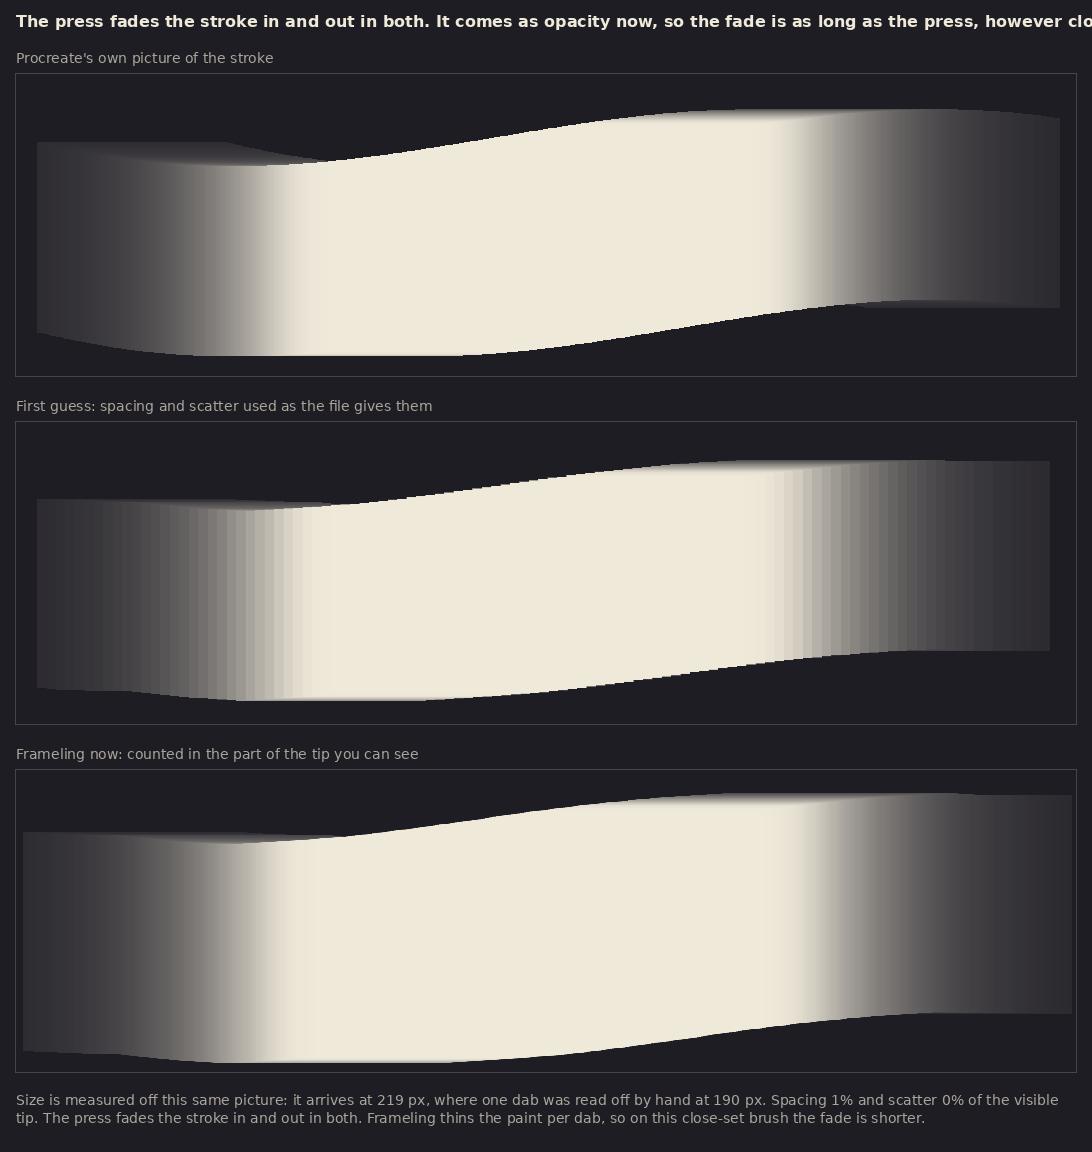 The press fades the stroke in and out in both. It comes as opacity now, so the fade is as long as the press, however
Procreate's own picture of the stroke
First guess: spacing and scatter used as the file gives them
Frameling now: counted in the part of the tip you can see
Size is measured off this same picture: it arrives at 219 px, where one dab was read off by hand at 190 px. Spacing 1% and scatter 0% of the visible
tip. The press fades the stroke in and out in both. Frameling thins the paint per dab, so on this close-set brush the fade is shorter.